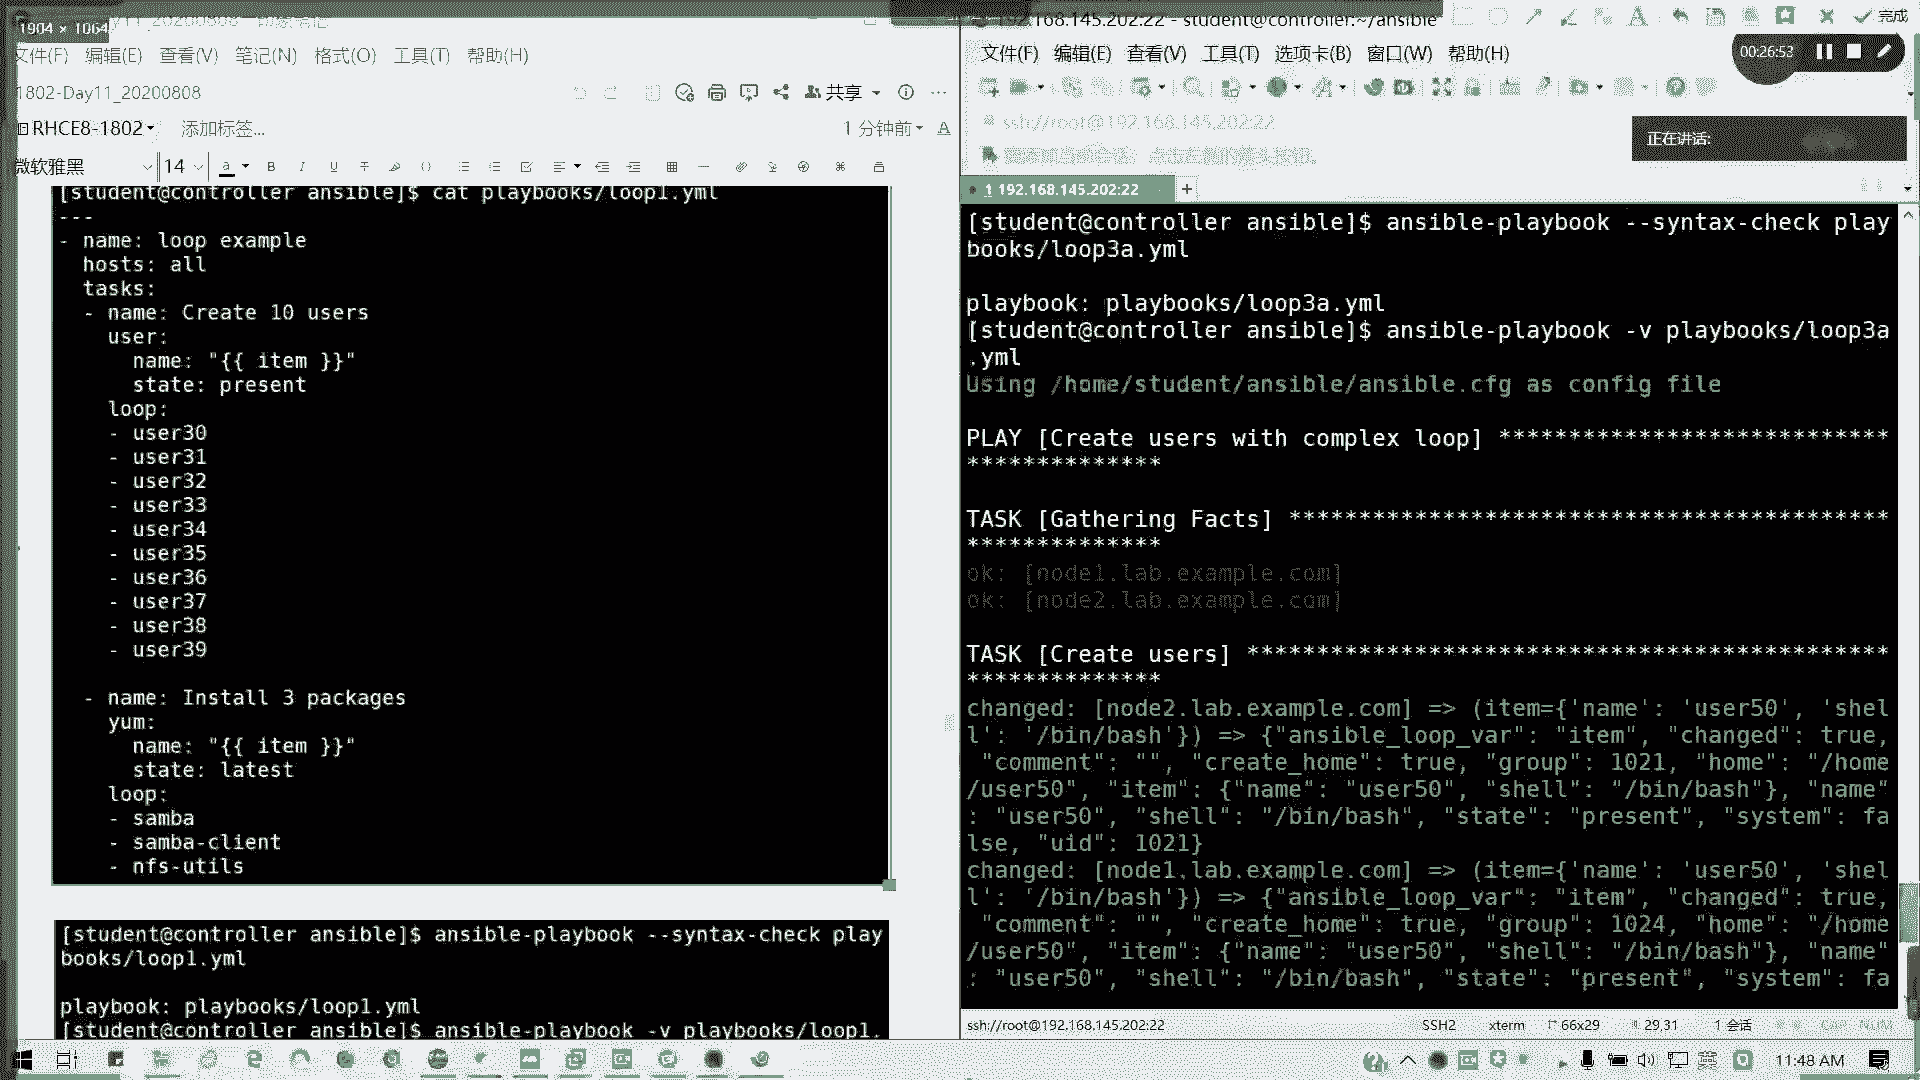 1904 × 1064
文件(F) 编辑(E) 查看(V) 笔记(N) 格式(O) 工具(T) 帮助(H)
1802-Day11_20200808
共享
RHCE8-1802
添加标签...
1 分钟前
微软雅黑
14
[student@controller ansible]$ cat playbooks/loop1.yml
---
- name: loop example
hosts: all
tasks:
- name: Create 10 users
user:
name: "{{ item }}"
state: present
loop:
- user30
- user31
- user32
- user33
- user34
- user35
- user36
- user37
- user38
- user39
- name: Install 3 packages
yum:
name: "{{ item }}"
state: latest
loop:
- samba
- samba-client
- nfs-utils
[student@controller ansible]$ ansible-playbook --syntax-check play
books/loop1.yml
playbook: playbooks/loop1.yml
[student@controller ansible]$ ansible-playbook -v playbooks/loop1.
192.168.145.202:22 - student@controller:~/ansible
完成
文件(F) 编辑(E) 查看(V) 工具(T) 选项卡(B) 窗口(W) 帮助(H)
00:26:53
ssh://root@192.168.145.202:22
正在讲话:
1 192.168.145.202:22
[student@controller ansible]$ ansible-playbook --syntax-check play
books/loop3a.yml
playbook: playbooks/loop3a.yml
[student@controller ansible]$ ansible-playbook -v playbooks/loop3a
.yml
Using /home/student/ansible/ansible.cfg as config file
PLAY [Create users with complex loop] ****************************
**************
TASK [Gathering Facts] *******************************************
**************
ok: [node1.lab.example.com]
ok: [node2.lab.example.com]
TASK [Create users] **********************************************
**************
changed: [node2.lab.example.com] => (item={'name': 'user50', 'shel
l': '/bin/bash'}) => {"ansible_loop_var": "item", "changed": true,
"comment": "", "create_home": true, "group": 1021, "home": "/home
/user50", "item": {"name": "user50", "shell": "/bin/bash"}, "name"
: "user50", "shell": "/bin/bash", "state": "present", "system": fa
lse, "uid": 1021}
changed: [node1.lab.example.com] => (item={'name': 'user50', 'shel
l': '/bin/bash'}) => {"ansible_loop_var": "item", "changed": true,
"comment": "", "create_home": true, "group": 1024, "home": "/home
/user50", "item": {"name": "user50", "shell": "/bin/bash"}, "name"
: "user50", "shell": "/bin/bash", "state": "present", "system": fa
ssh://root@192.168.145.202:22 SSH2 xterm 66x29 29,31 1 会话 CAP NUM
英 11:48 AM